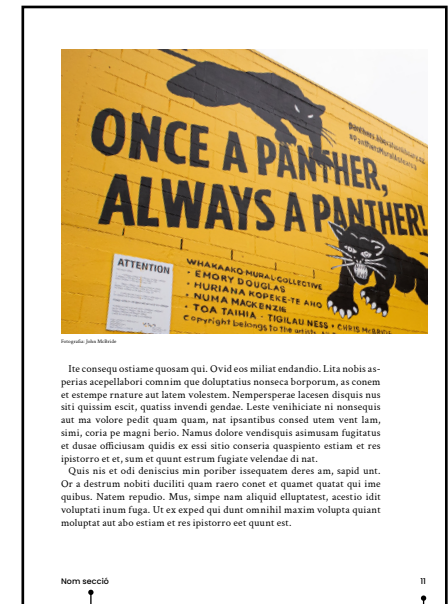 ONCE A PANTHER,
ALWAYS A PANTHER!
ATTENTION
WHAKAAKO MURAL COLLECTIVE
• EMORY DOUGLAS
• HURIANA KOPEKE-TE AHO
• NUMA MACKENZIE
• TOA TAIHIA • TIGILAU NESS • CHRIS McBRIDE
Copyright belongs to the
Fotografia: John McBride
Ite consequ ostiame quosam qui. Ovid eos miliat endandio. Lita nobis as-
perias acepellabori comnim que doluptatius nonseca borporum, as conem
et estempe rnature aut latem volestem. Nempersperae lacesen disquis nus
siti quissim escit, quatiss invendi gendae. Leste venihiciate ni nonsequis
aut ma volore pedit quam quam, nat ipsantibus consed utem vent lam,
simi, coria pe magni berio. Namus dolore vendisquis asimusam fugitatus
et dusae officiusam quidis ex essi sitio conseria quaspiento estiam et res
ipistorro et et, sum et quunt estrum fugiate velendae di nat.
Quis nis et odi deniscius min poriber issequatem deres am, sapid unt.
Or a destrum nobiti duciliti quam raero conet et quamet quatat qui ime
quibus. Natem repudio. Mus, simpe nam aliquid elluptatest, acestio idit
voluptati inum fuga. Ut ex exped qui dunt omnihil maxim volupta quiant
moluptat aut abo estiam et res ipistorro eet quunt est.
Nom secció
11